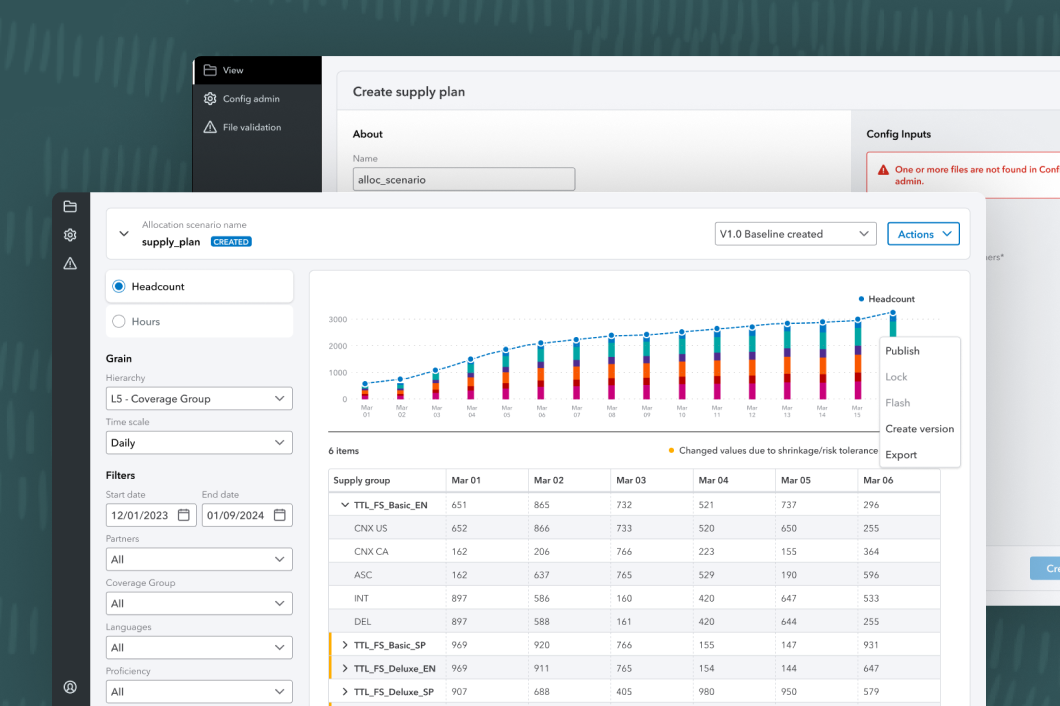 View
Config admin
File validation
Create supply plan
About
Name
alloc_scenario
Config Inputs
One or more files are not found in Conf
admin.
ers*
Cre
Allocation scenario name
supply_plan CREATED
V1.0 Baseline created
Actions
Headcount
Hours
Grain
Hierarchy
L5 - Coverage Group
Time scale
Daily
Filters
Start date End date
12/01/2023 01/09/2024
Partners
All
Coverage Group
All
Languages
All
Proficiency
All
Headcount
3000
2000
1000
0
Mar Mar Mar Mar Mar Mar Mar Mar Mar Mar Mar Mar Mar Mar Mar
01 02 03 04 05 06 07 08 09 10 11 12 13 14 15
Publish
Lock
Flash
Create version
Export
6 items
Changed values due to shrinkage/risk tolerance
Supply group Mar 01 Mar 02 Mar 03 Mar 04 Mar 05 Mar 06
TTL_FS_Basic_EN 651 865 732 521 737 296
CNX US 652 866 733 520 650 255
CNX CA 162 206 766 223 155 364
ASC 162 637 765 529 190 596
INT 897 586 160 420 647 533
DEL 897 588 161 420 644 255
TTL_FS_Basic_SP 969 920 766 155 147 931
TTL_FS_Deluxe_EN 969 911 765 154 144 647
TTL_FS_Deluxe_SP 907 688 405 980 950 579